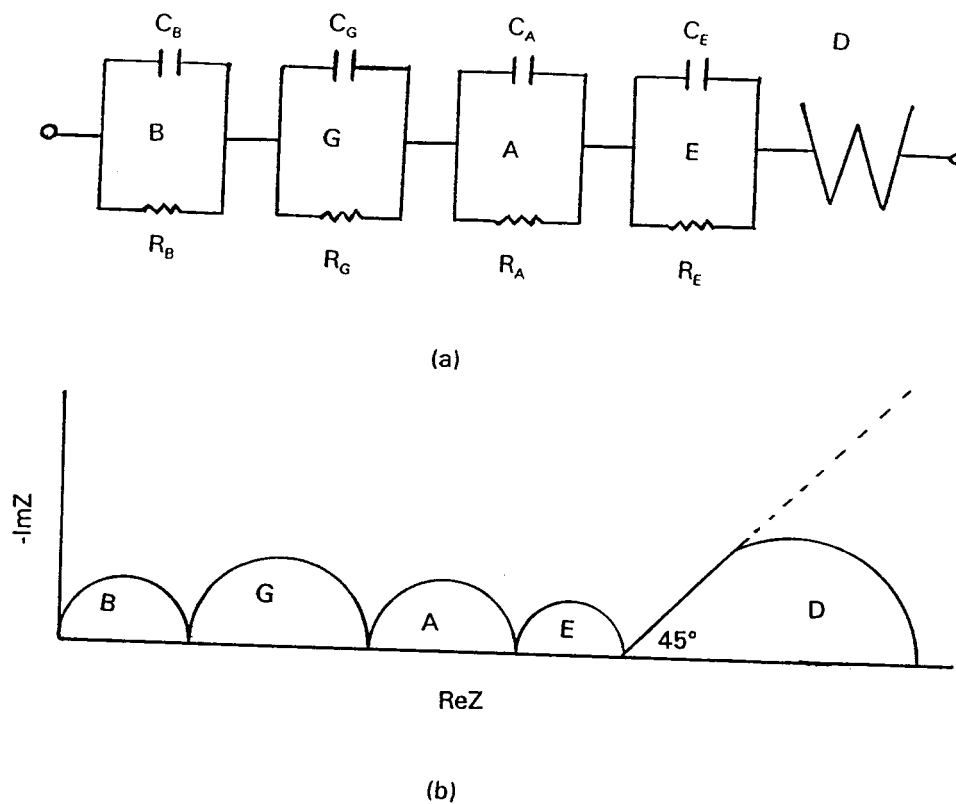 C_B C_G C_A C_E D
B G A E
R_B R_G R_A R_E
(a)
-ImZ
B G A E 45° D
ReZ
(b)